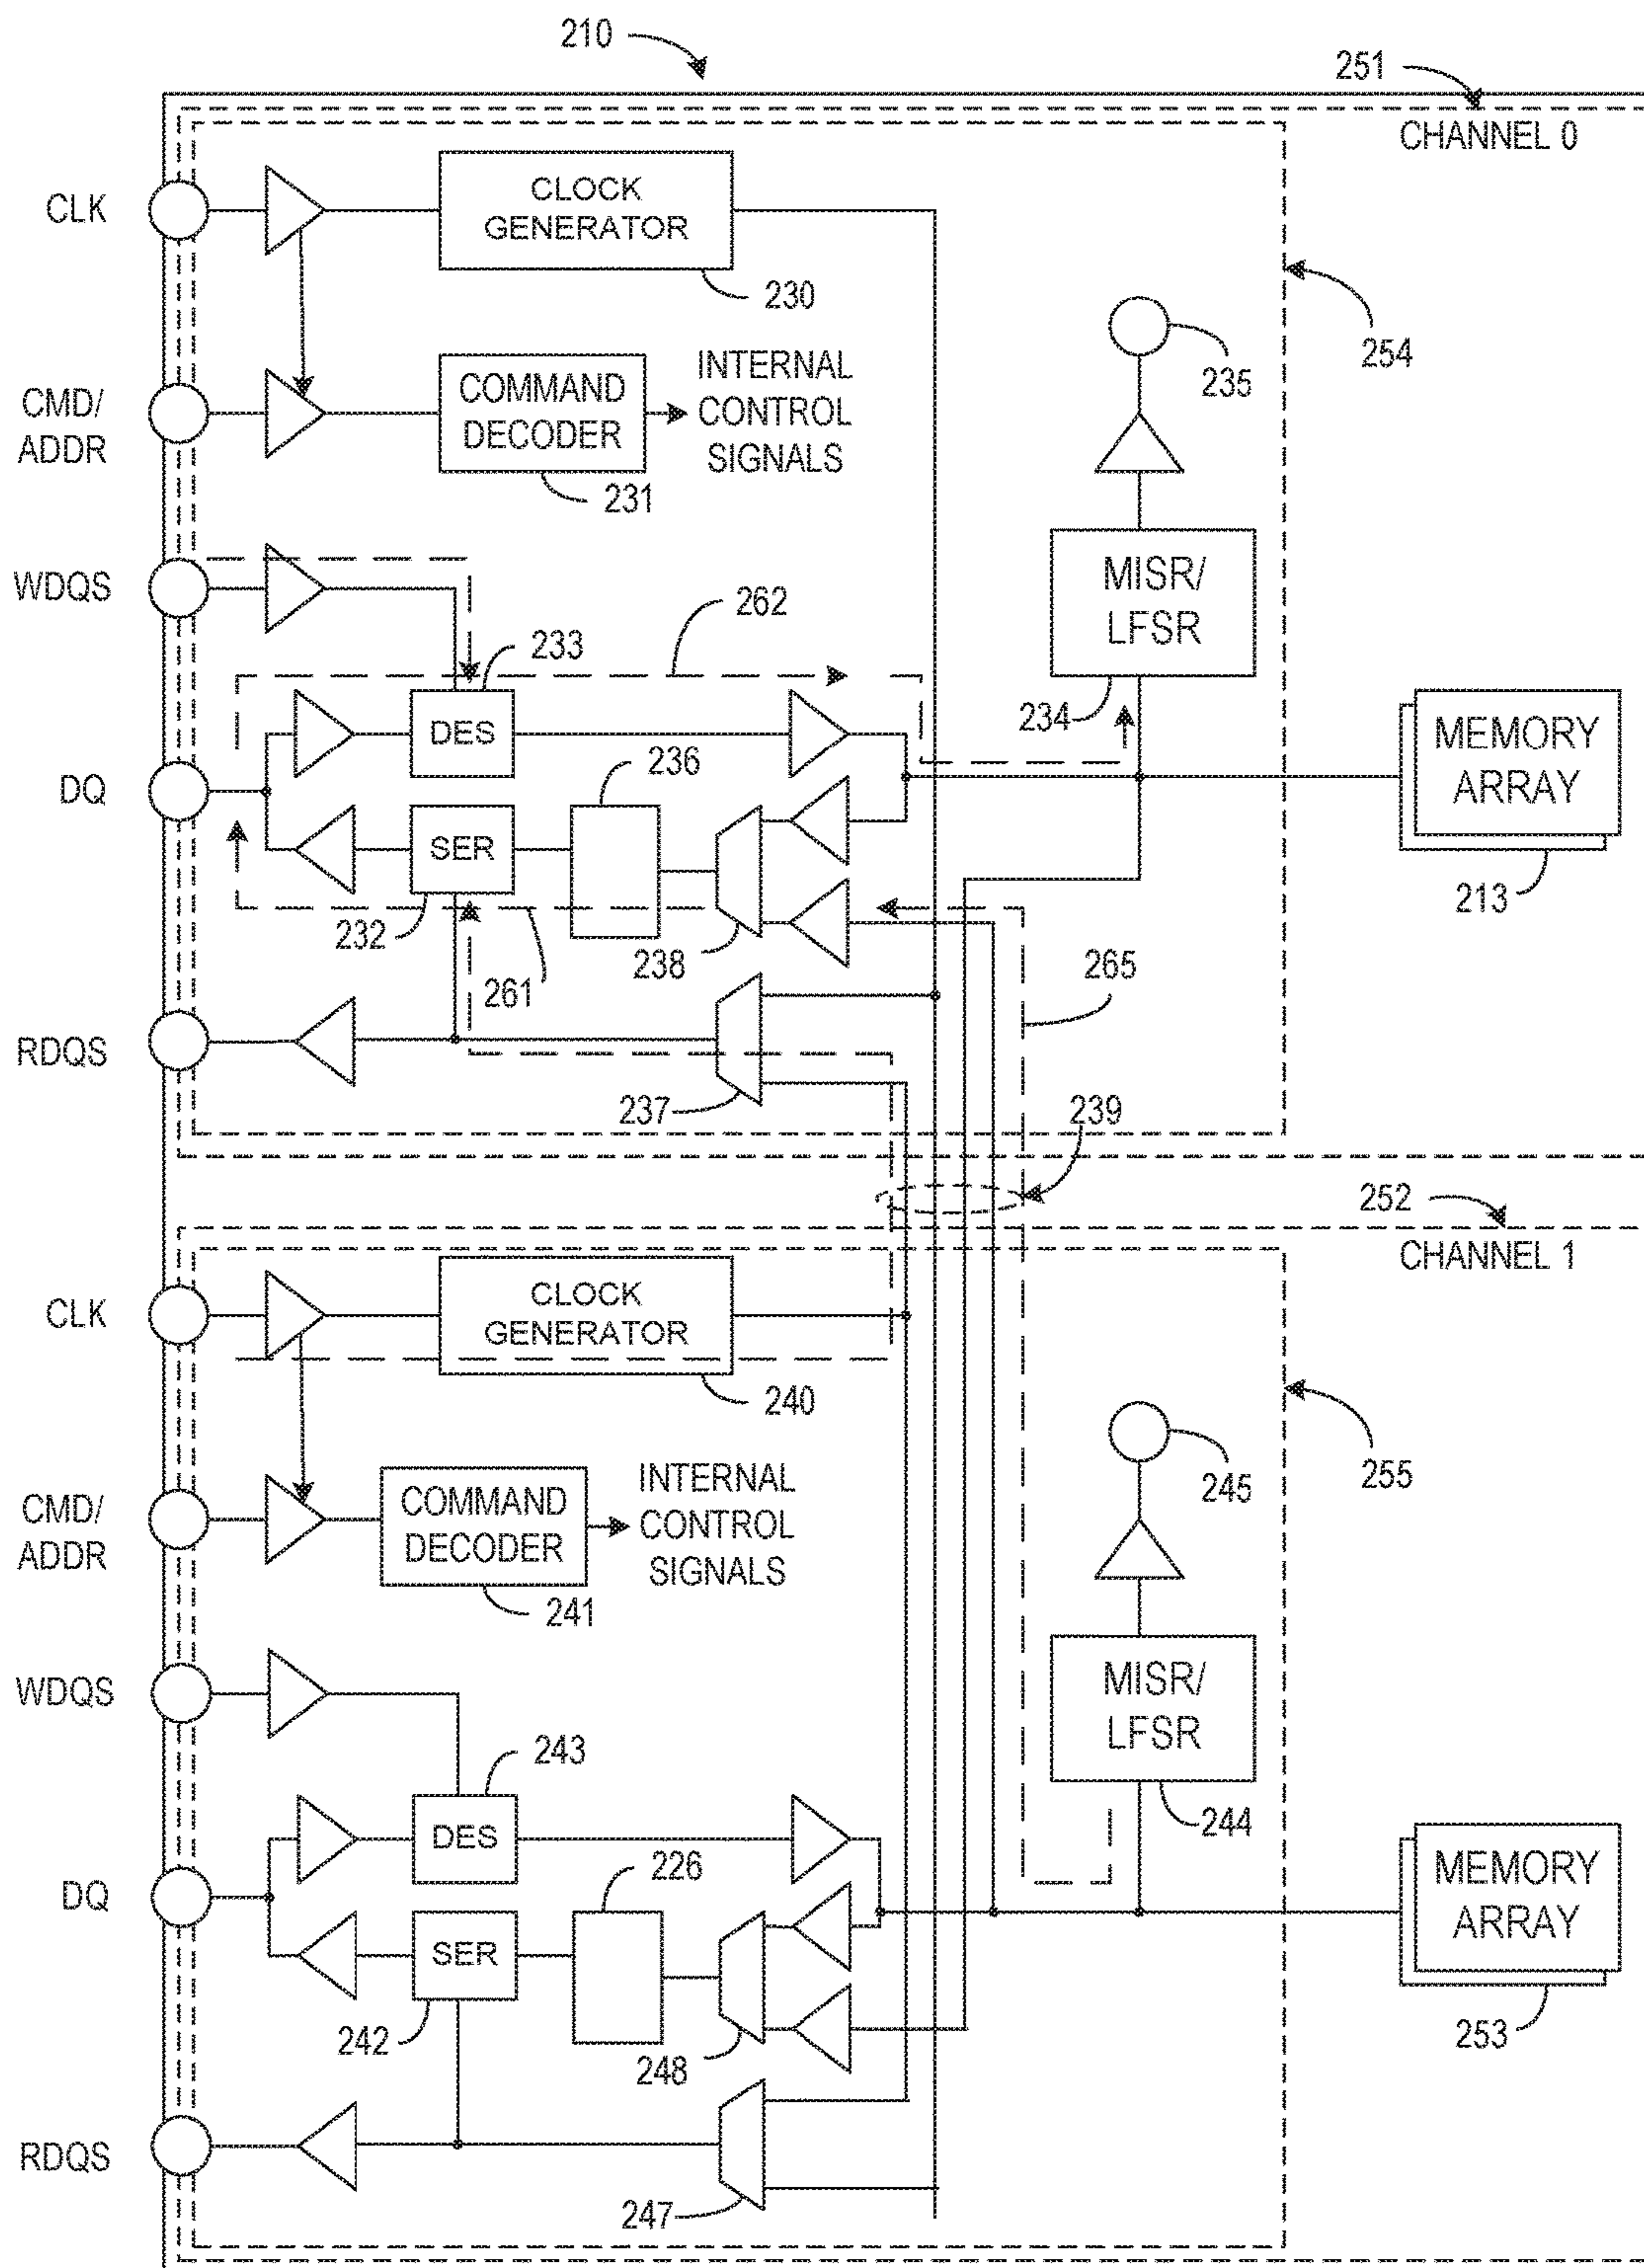 210
251
CHANNEL 0
CLK
CLOCK
GENERATOR
230
254
235
CMD/
ADDR
COMMAND
DECODER
231
INTERNAL
CONTROL
SIGNALS
WDQS
262
233
MISR/
LFSR
234
DES
DQ
236
MEMORY
ARRAY
213
SER
232
261
238
265
RDQS
237
239
252
CHANNEL 1
CLK
CLOCK
GENERATOR
240
255
245
CMD/
ADDR
COMMAND
DECODER
241
INTERNAL
CONTROL
SIGNALS
WDQS
243
MISR/
LFSR
244
DES
DQ
226
MEMORY
ARRAY
253
SER
242
248
RDQS
247